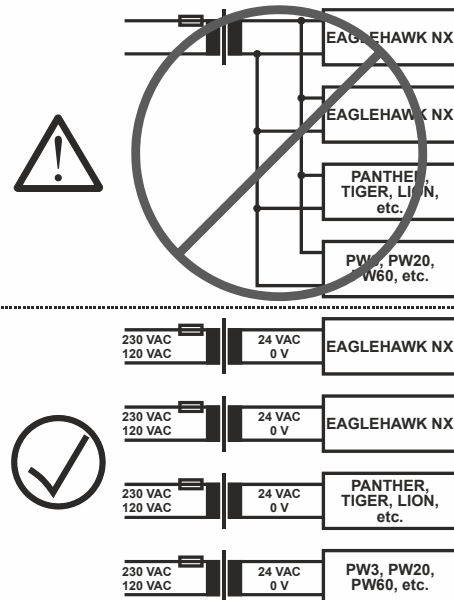 EAGLEHAWK NX
EAGLEHAWK NX
PANTHER,
TIGER, LION,
etc.
PW3, PW20,
PW60, etc.
230 VAC
120 VAC
24 VAC
0 V
EAGLEHAWK NX
230 VAC
120 VAC
24 VAC
0 V
EAGLEHAWK NX
230 VAC
120 VAC
24 VAC
0 V
PANTHER,
TIGER, LION,
etc.
230 VAC
120 VAC
24 VAC
0 V
PW3, PW20,
PW60, etc.